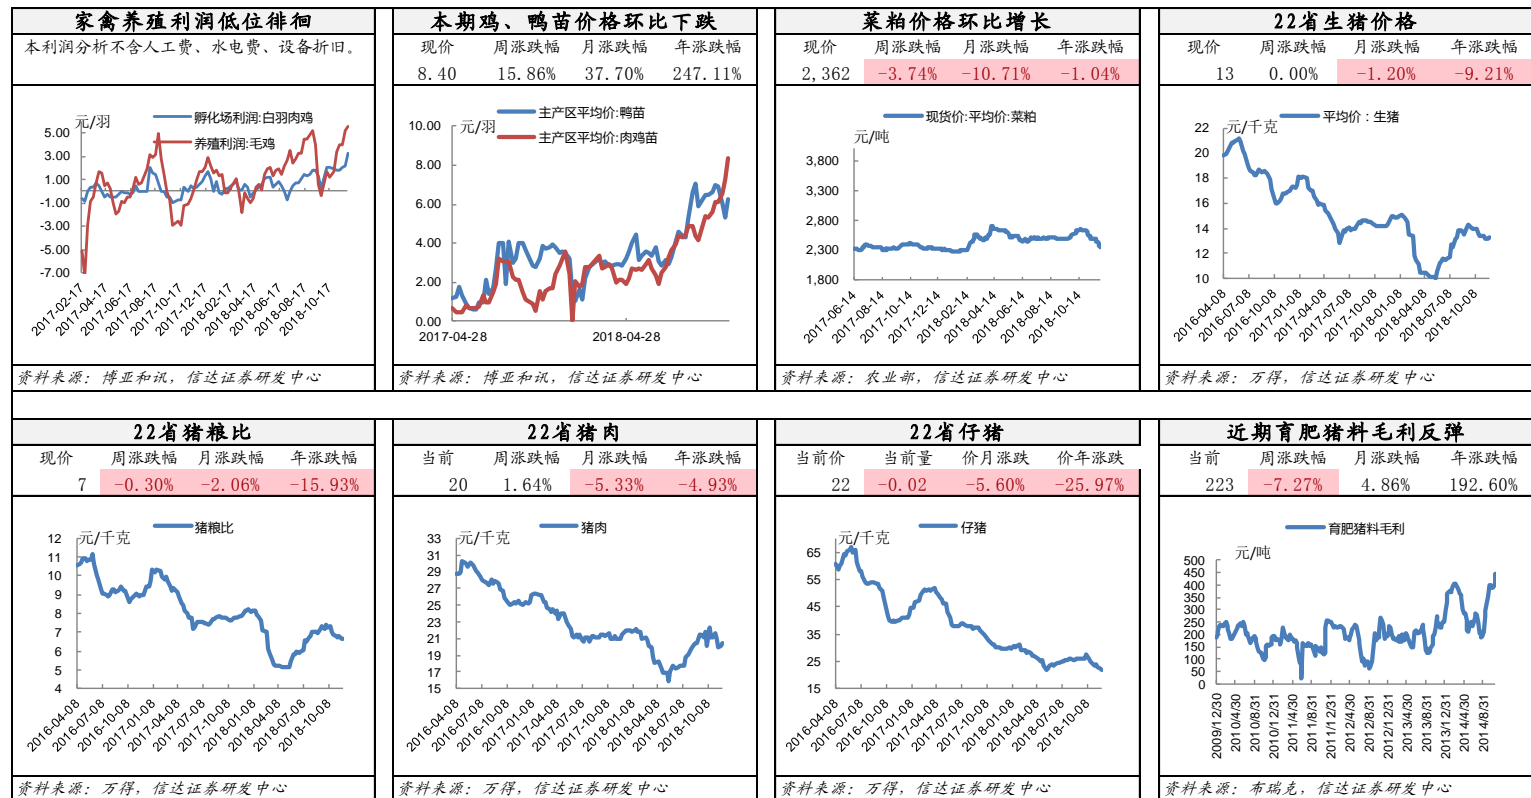 家禽养殖利润低位徘徊
本利润分析不含人工费、水电费、设备折旧。
元/羽
孵化场利润:白羽肉鸡
养殖利润:毛鸡
5.00
3.00
1.00
-1.00
-3.00
-5.00
-7.00
2017-02-17
2017-04-17
2017-06-17
2017-08-17
2017-10-17
2017-12-17
2018-02-17
2018-04-17
2018-06-17
2018-08-17
2018-10-17
资料来源：博亚和讯，信达证券研发中心
本期鸡、鸭苗价格环比下跌
现价 周涨跌幅 月涨跌幅 年涨跌幅
8.40 15.86% 37.70% 247.11%
元/羽
主产区平均价:鸭苗
主产区平均价:肉鸡苗
10.00
8.00
6.00
4.00
2.00
0.00
2017-04-28 2018-04-28
资料来源：博亚和讯，信达证券研发中心
菜粕价格环比增长
现价 周涨跌幅 月涨跌幅 年涨跌幅
2,362 -3.74% -10.71% -1.04%
现货价:平均价:菜粕
元/吨
3,800
3,300
2,800
2,300
1,800
2017-06-14
2017-08-14
2017-10-14
2017-12-14
2018-02-14
2018-04-14
2018-06-14
2018-08-14
2018-10-14
资料来源：农业部，信达证券研发中心
22省生猪价格
现价 周涨跌幅 月涨跌幅 年涨跌幅
13 0.00% -1.20% -9.21%
元/千克
平均价：生猪
22
20
18
16
14
12
10
2016-04-08
2016-07-08
2016-10-08
2017-01-08
2017-04-08
2017-07-08
2017-10-08
2018-01-08
2018-04-08
2018-07-08
2018-10-08
资料来源：万得，信达证券研发中心
22省猪粮比
现价 周涨跌幅 月涨跌幅 年涨跌幅
7 -0.30% -2.06% -15.93%
猪粮比
元/千克
12
11
10
9
8
7
6
5
4
2016-04-08
2016-07-08
2016-10-08
2017-01-08
2017-04-08
2017-07-08
2017-10-08
2018-01-08
2018-04-08
2018-07-08
2018-10-08
资料来源：万得，信达证券研发中心
22省猪肉
当前 周涨跌幅 月涨跌幅 年涨跌幅
20 1.64% -5.33% -4.93%
猪肉
元/千克
33
31
29
27
25
23
21
19
17
15
2016-04-08
2016-07-08
2016-10-08
2017-01-08
2017-04-08
2017-07-08
2017-10-08
2018-01-08
2018-04-08
2018-07-08
2018-10-08
资料来源：万得，信达证券研发中心
22省仔猪
当前价 当前量 价月涨跌 价年涨跌
22 -0.02 -5.60% -25.97%
仔猪
元/千克
65
55
45
35
25
15
2016-04-08
2016-07-08
2016-10-08
2017-01-08
2017-04-08
2017-07-08
2017-10-08
2018-01-08
2018-04-08
2018-07-08
2018-10-08
资料来源：万得，信达证券研发中心
近期育肥猪料毛利反弹
当前 周涨跌幅 月涨跌幅 年涨跌幅
223 -7.27% 4.86% 192.60%
育肥猪料毛利
元/吨
500
450
400
350
300
250
200
150
100
50
0
2009/12/30
2010/4/30
2010/8/31
2010/12/31
2011/4/30
2011/8/31
2011/12/31
2012/4/30
2012/8/31
2012/12/31
2013/4/30
2013/8/31
2013/12/31
2014/4/30
2014/8/31
资料来源：布瑞克，信达证券研发中心